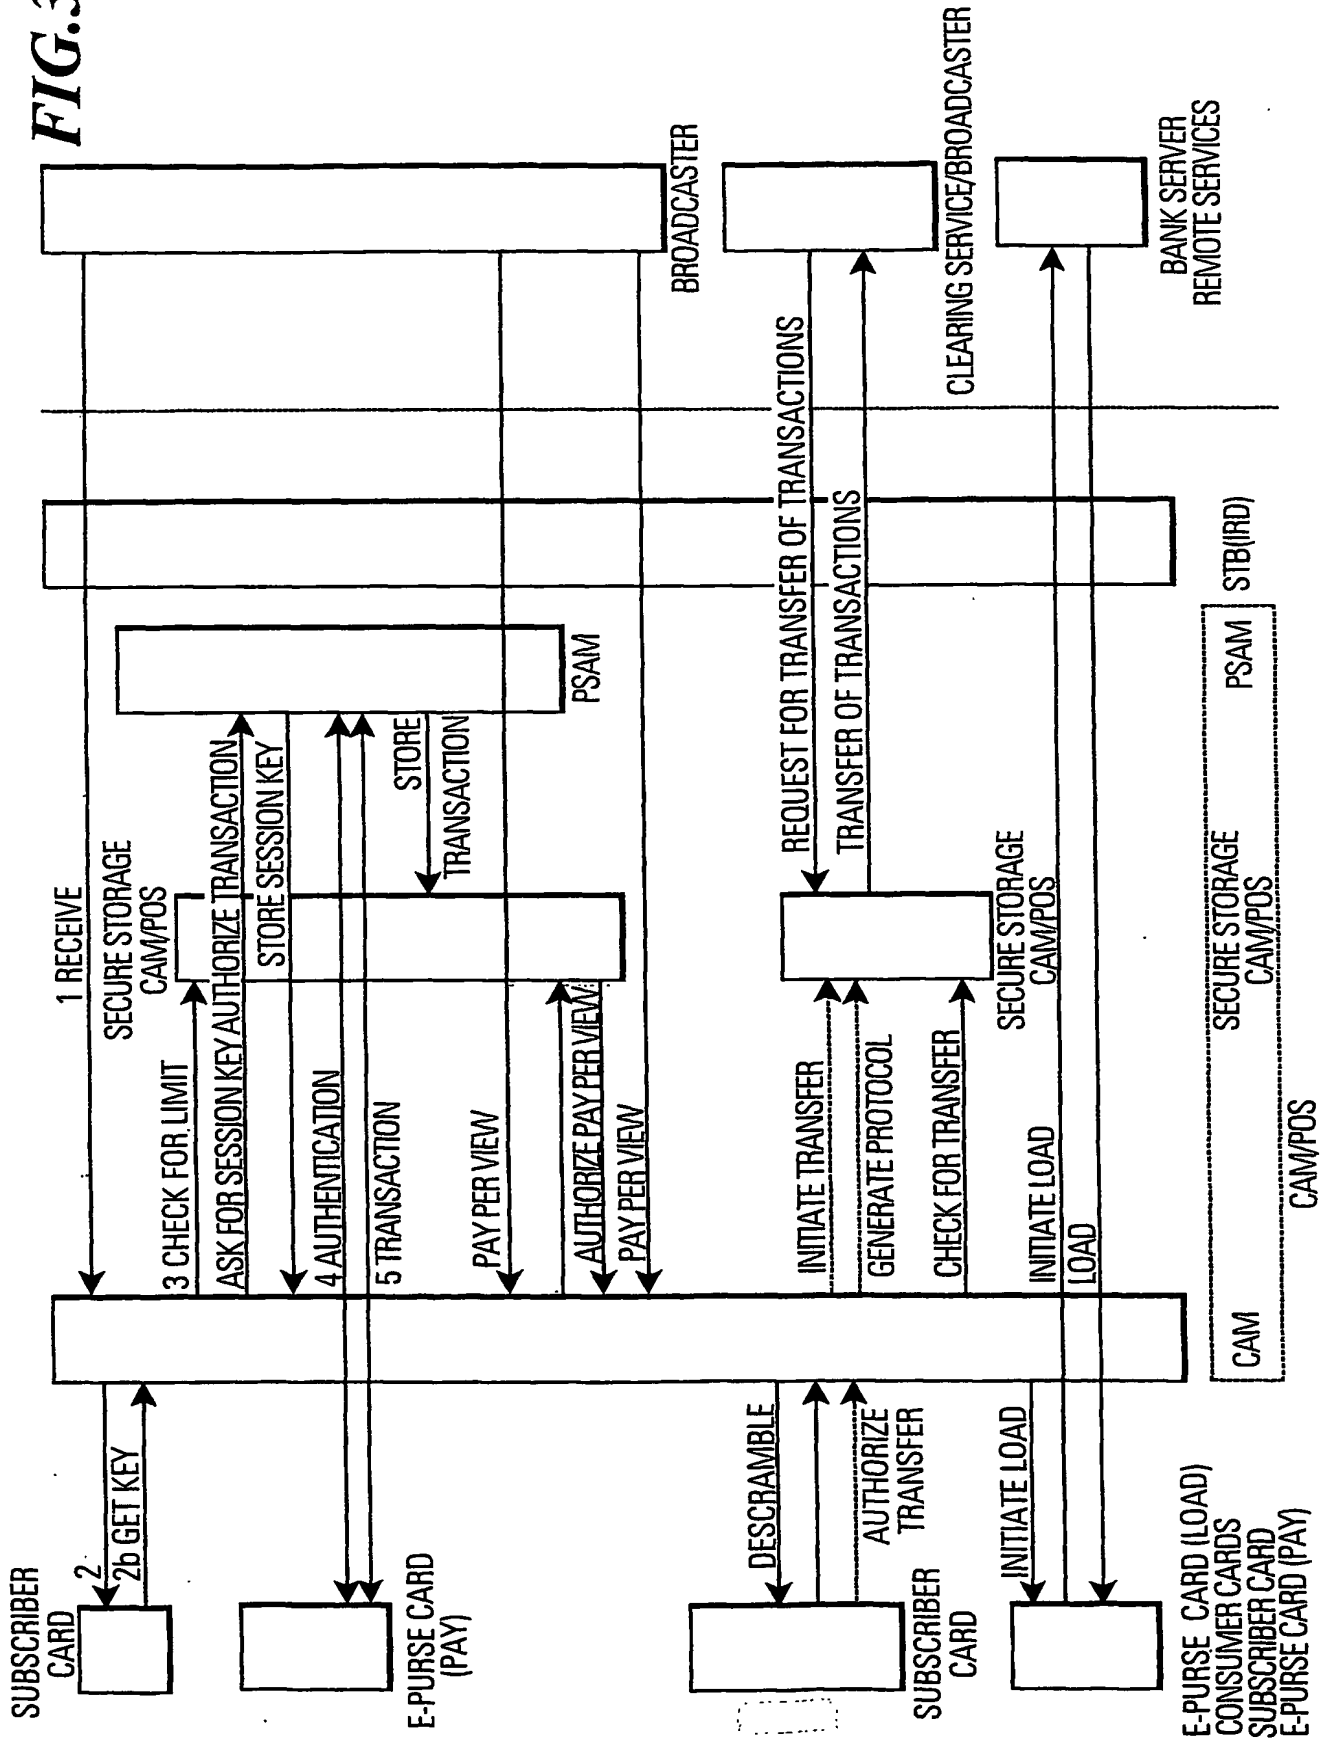 FIG.3
SUBSCRIBER
CARD
2
2b GET KEY
E-PURSE CARD
(PAY)
DESCRAMBLE
AUTHORIZE
TRANSFER
SUBSCRIBER
CARD
INITIATE LOAD
E-PURSE CARD (LOAD)
CONSUMER CARDS
SUBSCRIBER CARD
E-PURSE CARD (PAY)
1 RECEIVE
SECURE STORAGE
CAM/POS
3 CHECK FOR LIMIT
ASK FOR SESSION KEY AUTHORIZE TRANSACTION
STORE SESSION KEY
4 AUTHENTICATION
5 TRANSACTION
STORE
TRANSACTION
PAY PER VIEW
AUTHORIZE PAY PER VIEW
PAY PER VIEW
PSAM
BROADCASTER
REQUEST FOR TRANSFER OF TRANSACTIONS
TRANSFER OF TRANSACTIONS
INITIATE TRANSFER
GENERATE PROTOCOL
CHECK FOR TRANSFER
SECURE STORAGE
CAM/POS
CLEARING SERVICE/BROADCASTER
INITIATE LOAD
LOAD
BANK SERVER
REMOTE SERVICES
CAM
SECURE STORAGE
CAM/POS
PSAM
STB(IRD)
CAM/POS